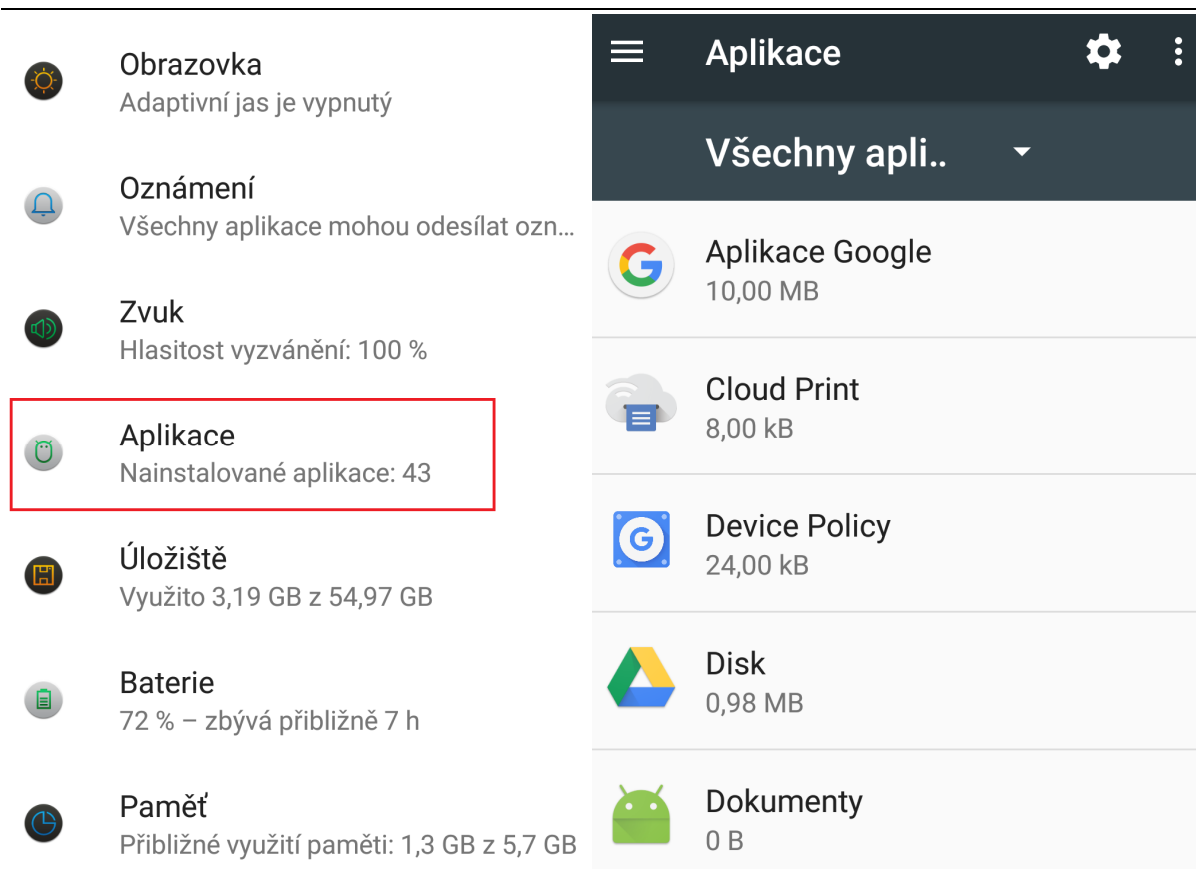 Obrazovka
Adaptivní jas je vypnutý
Oznámení
Všechny aplikace mohou odesílat ozn...
Zvuk
Hlasitost vyzvánění: 100 %
Aplikace
Nainstalované aplikace: 43
Úložiště
Využito 3,19 GB z 54,97 GB
Baterie
72 % – zbývá přibližně 7 h
Paměť
Přibližné využití paměti: 1,3 GB z 5,7 GB
Aplikace
Všechny apli..
Aplikace Google
10,00 MB
Cloud Print
8,00 kB
Device Policy
24,00 kB
Disk
0,98 MB
Dokumenty
0 B